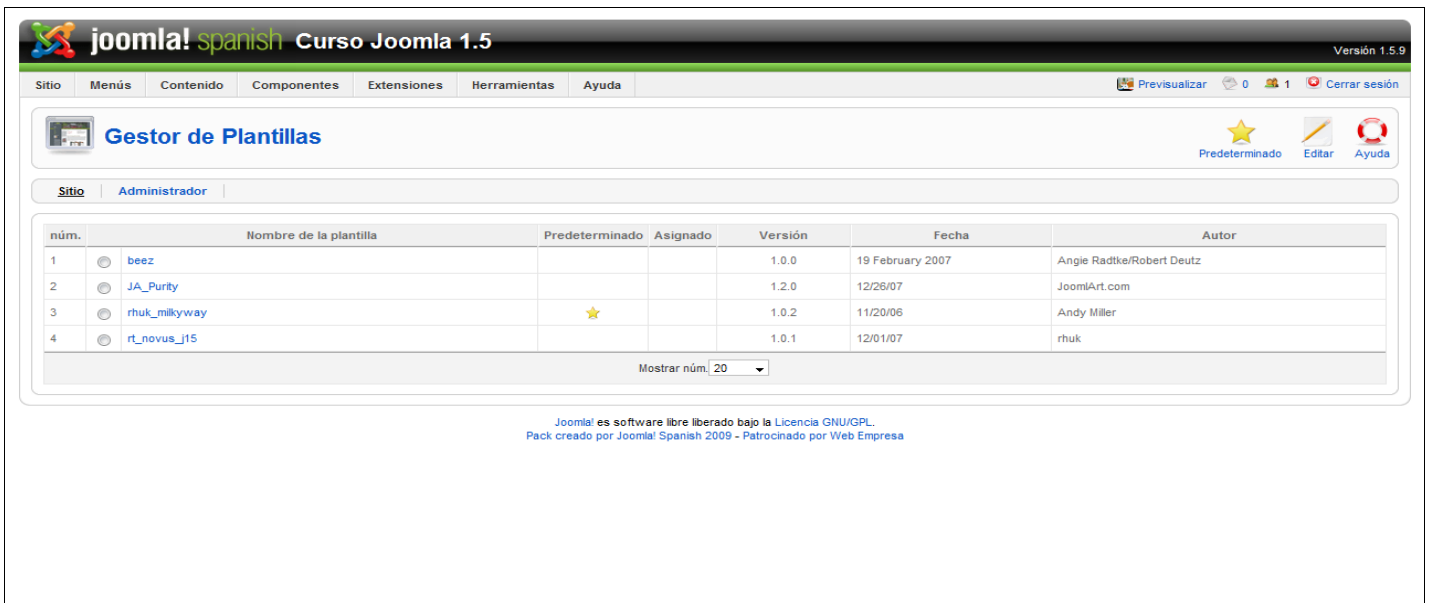 joomla! spanish Curso Joomla 1.5
Versión 1.5.9
Sitio Menús Contenido Componentes Extensiones Herramientas Ayuda Previsualizar 0 1 Cerrar sesión
Gestor de Plantillas
Predeterminado Editar Ayuda
Sitio Administrador
núm. Nombre de la plantilla Predeterminado Asignado Versión Fecha Autor
1 beez 1.0.0 19 February 2007 Angie Radtke/Robert Deutz
2 JA_Purity 1.2.0 12/26/07 JoomlArt.com
3 rhuk_milkyway 1.0.2 11/20/06 Andy Miller
4 rt_novus_j15 1.0.1 12/01/07 rhuk
Mostrar núm. 20
Joomla! es software libre liberado bajo la Licencia GNU/GPL.
Pack creado por Joomla! Spanish 2009 - Patrocinado por Web Empresa